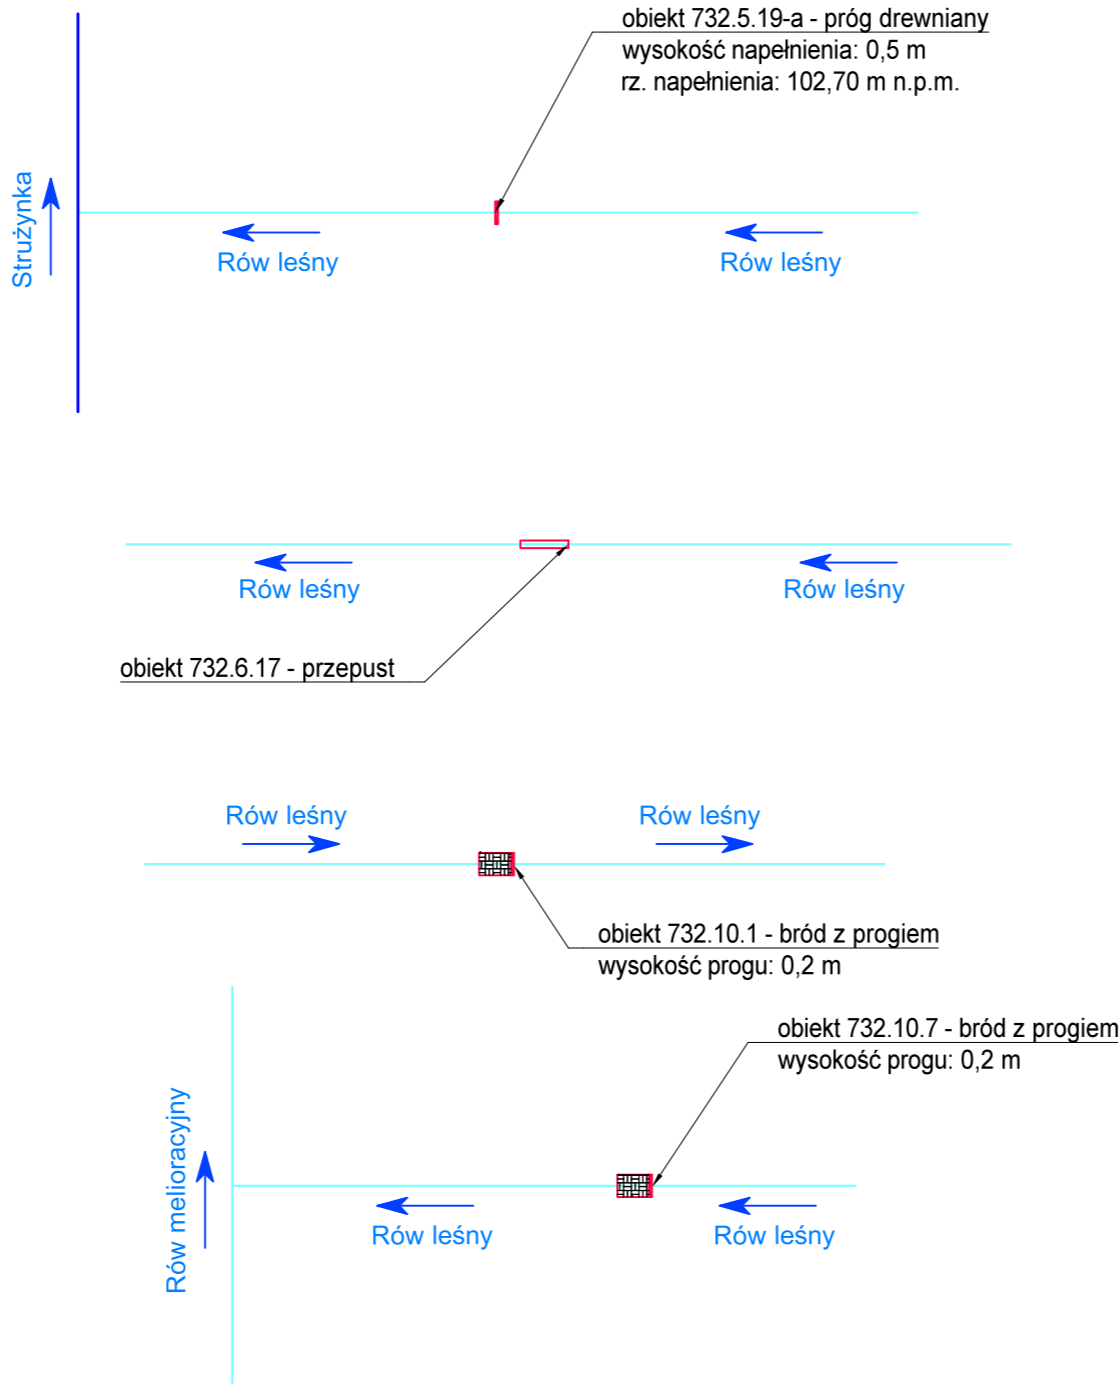 obiekt 732.5.19-a - próg drewniany
wysokość napełnienia: 0,5 m
rz. napełnienia: 102,70 m n.p.m.
Strużynka
Rów leśny
Rów leśny
Rów leśny
Rów leśny
obiekt 732.6.17 - przepust
Rów leśny
Rów leśny
obiekt 732.10.1 - bród z progiem
wysokość progu: 0,2 m
obiekt 732.10.7 - bród z progiem
wysokość progu: 0,2 m
Rów melioracyjny
Rów leśny
Rów leśny